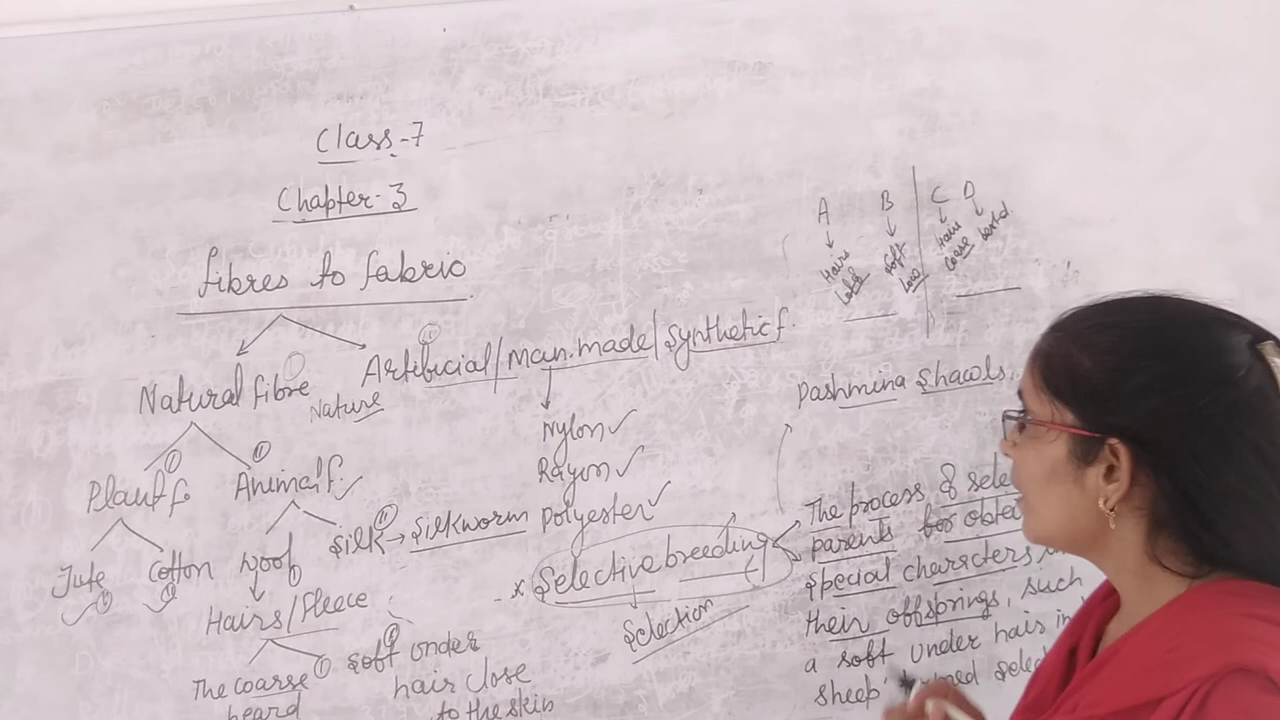 Class-7
Chapter-3
fibres to fabric
Natural fibre
Nature
Artificial/Man.made/Synthetic f.
Plant f
Animal f.
Nylon ✓
Rayon ✓
Polyester ✓
Jute
Cotton
Wool
Silk → Silkworm
Hairs/Fleece
The coarse
beard
soft under
hair close
to the skin
* Selective breeding
Selection
A B C D
Hairs
Soft
Hair
Coarse
Pashmina Shawls.
The process of sele
parents for obtai
special characters
their offsprings, such
a soft under hair in
sheep